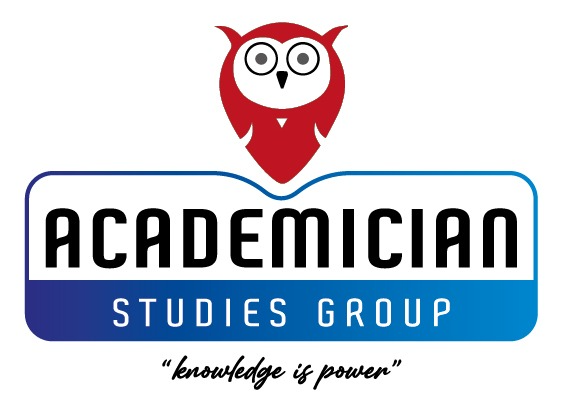 ACADEMICIAN
STUDIES GROUP
“knowledge is power”